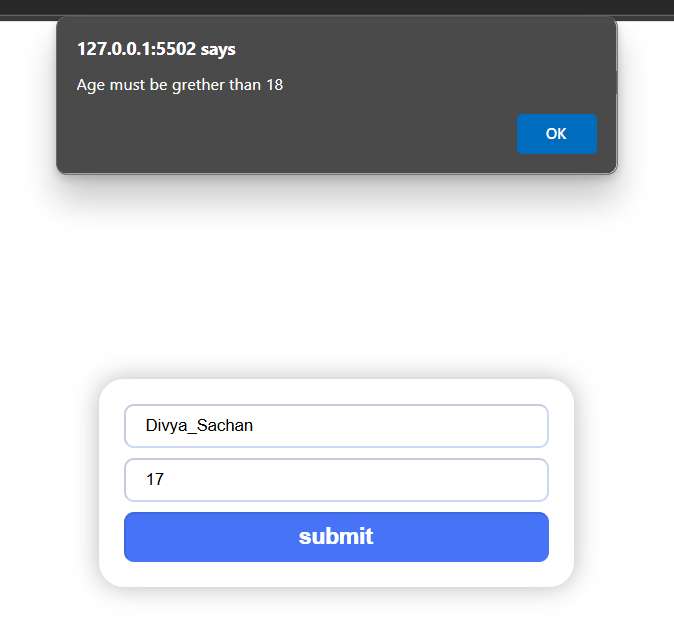 127.0.0.1:5502 says
Age must be grether than 18
OK
Divya_Sachan
17
submit